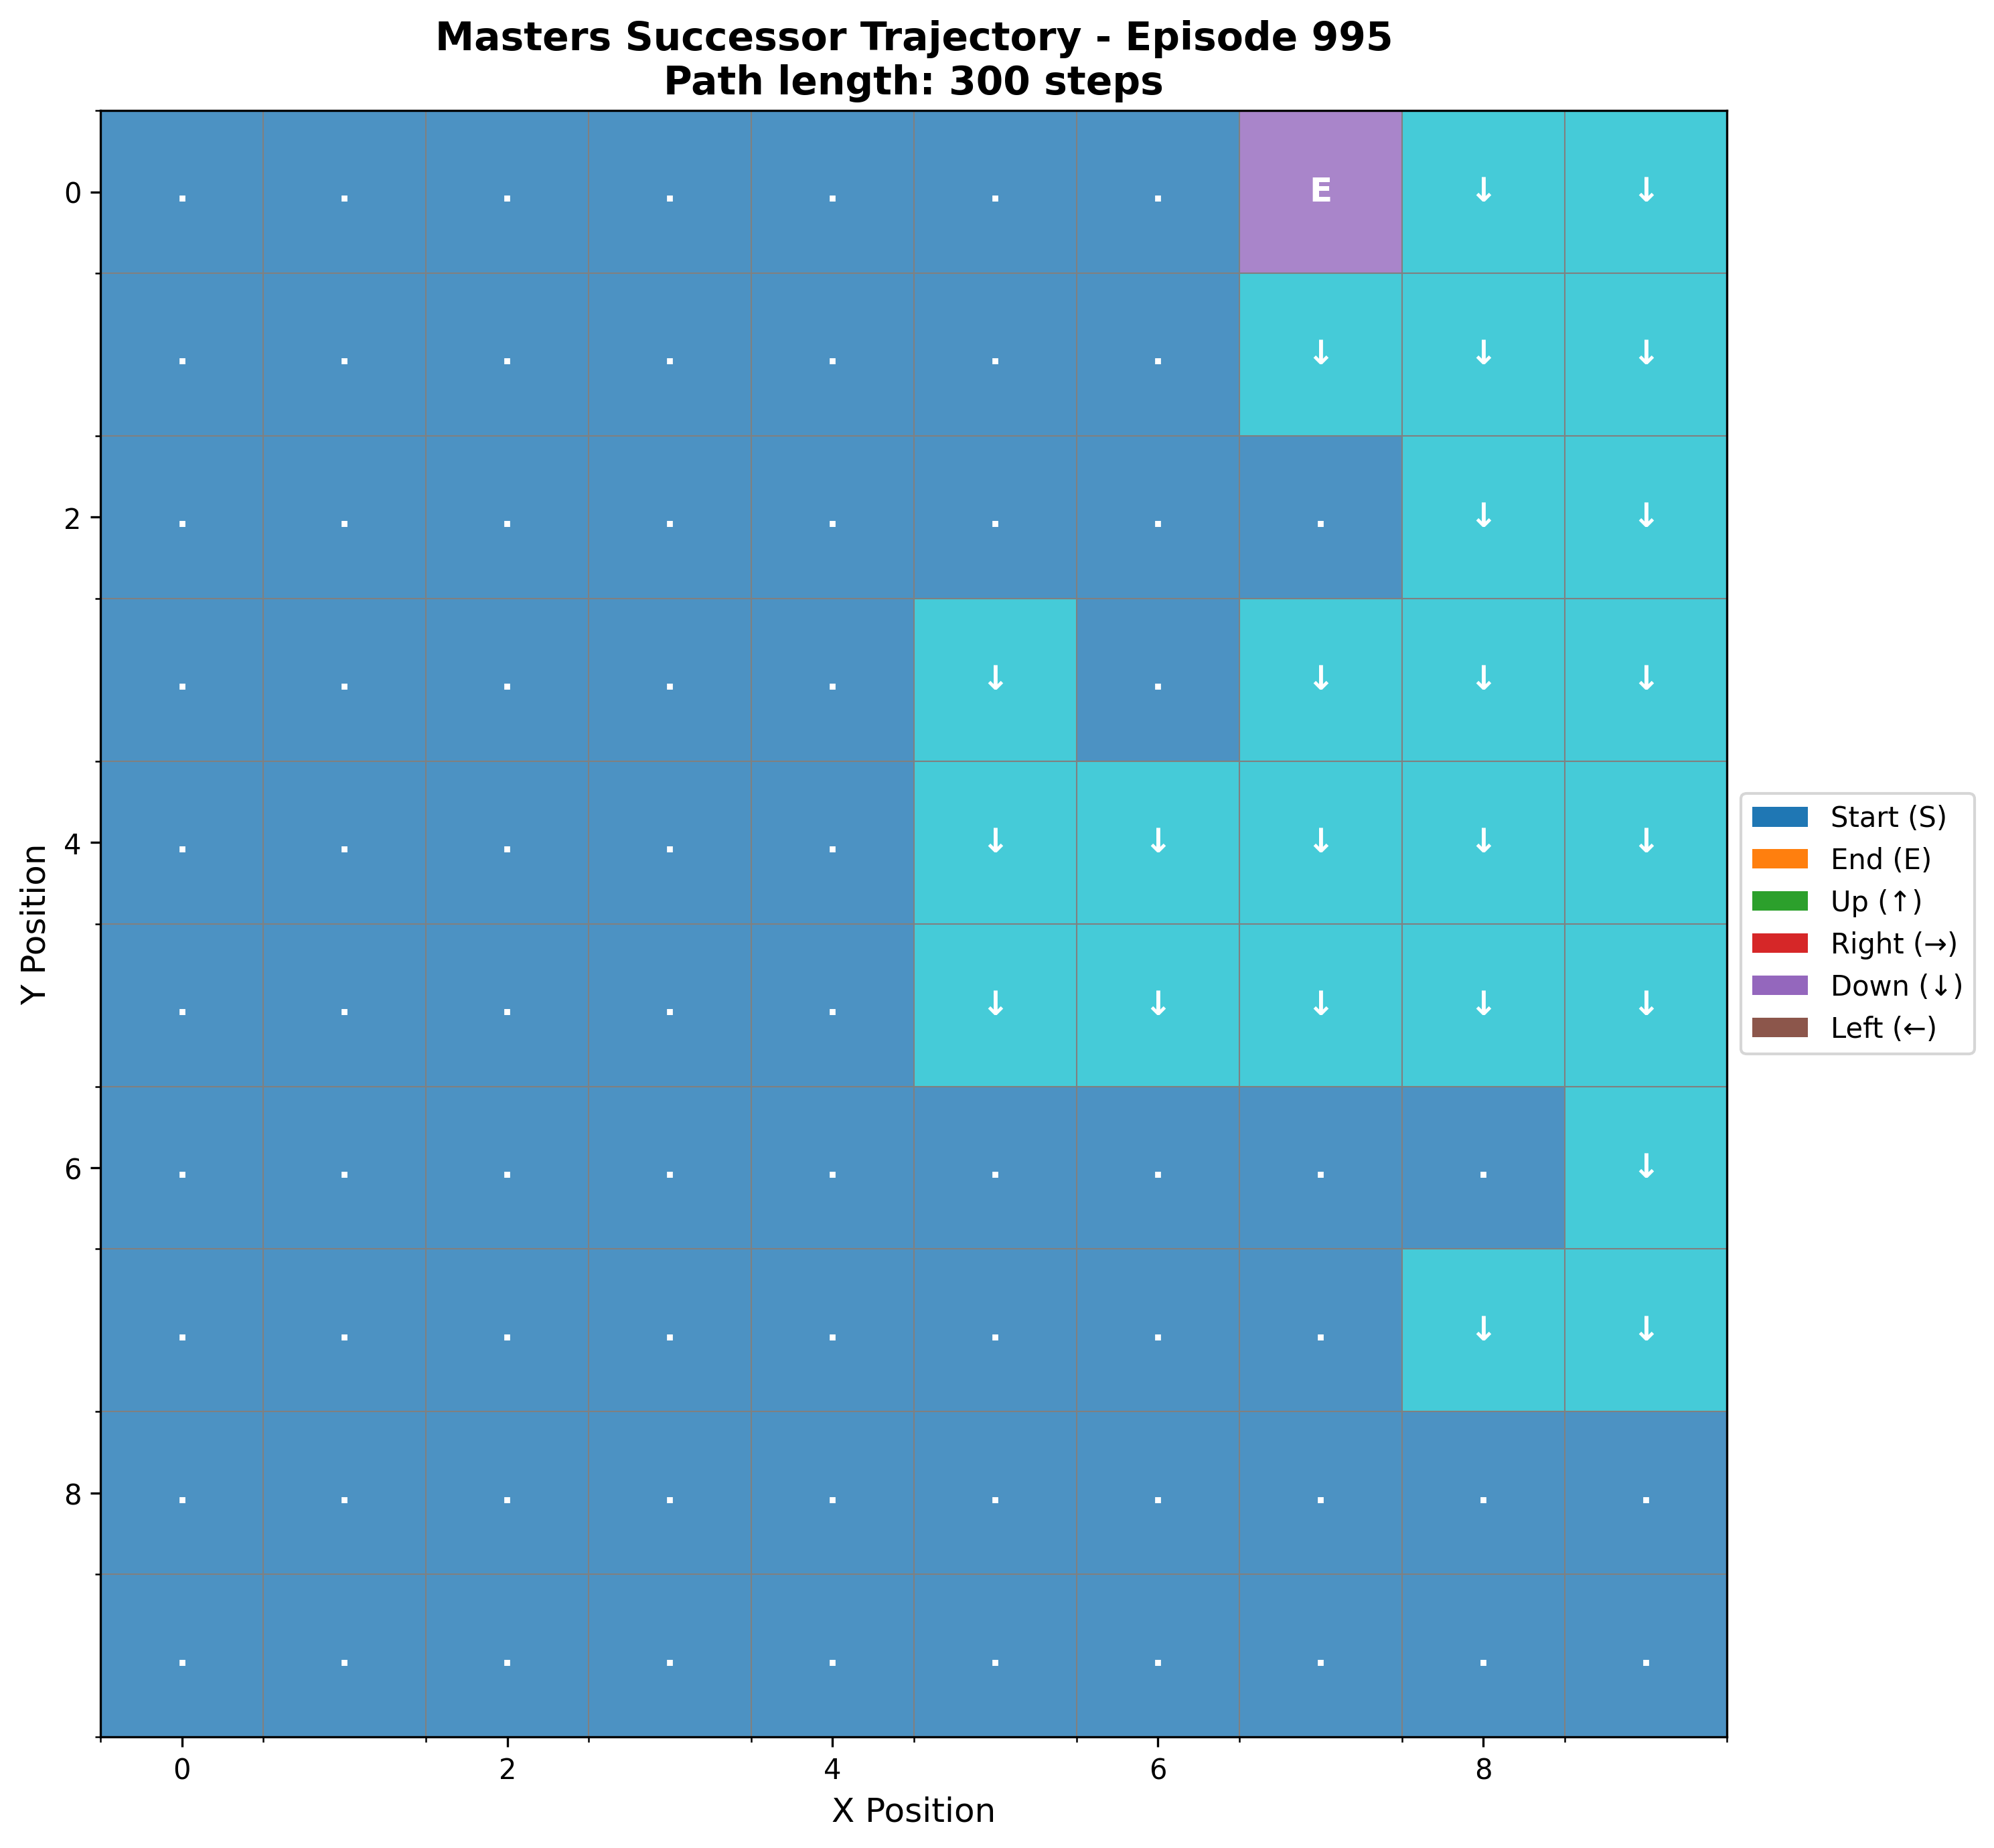 Masters Successor Trajectory - Episode 995
Path length: 300 steps
0 . . . . . . . E ↓ ↓
. . . . . . . ↓ ↓ ↓
2 . . . . . . . . ↓ ↓
. . . . . ↓ . ↓ ↓ ↓
4 . . . . . ↓ ↓ ↓ ↓ ↓
. . . . . ↓ ↓ ↓ ↓ ↓
6 . . . . . . . . . ↓
. . . . . . . . ↓ ↓
8 . . . . . . . . . .
. . . . . . . . . .
0 2 4 6 8
X Position
Y Position
Start (S)
End (E)
Up (↑)
Right (→)
Down (↓)
Left (←)